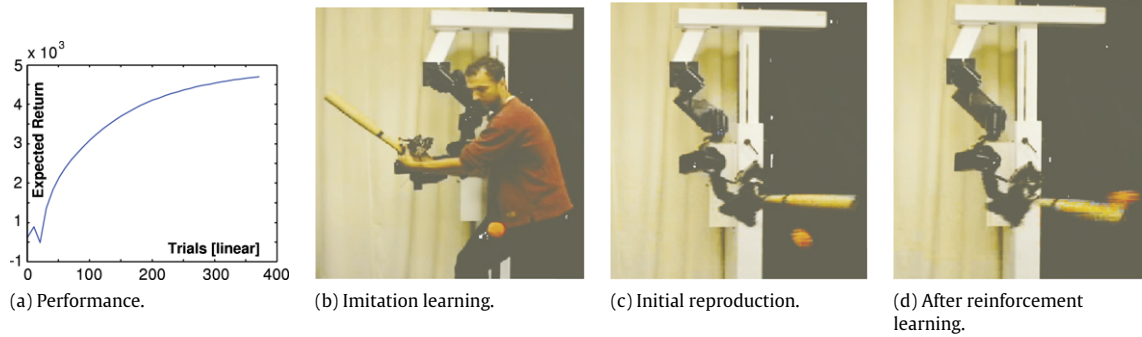 x 10³
5
4
3
2
1
-1
Expected Return
Trials [linear]
0
100
200
300
400
(a) Performance.
(b) Imitation learning.
(c) Initial reproduction.
(d) After reinforcement
learning.